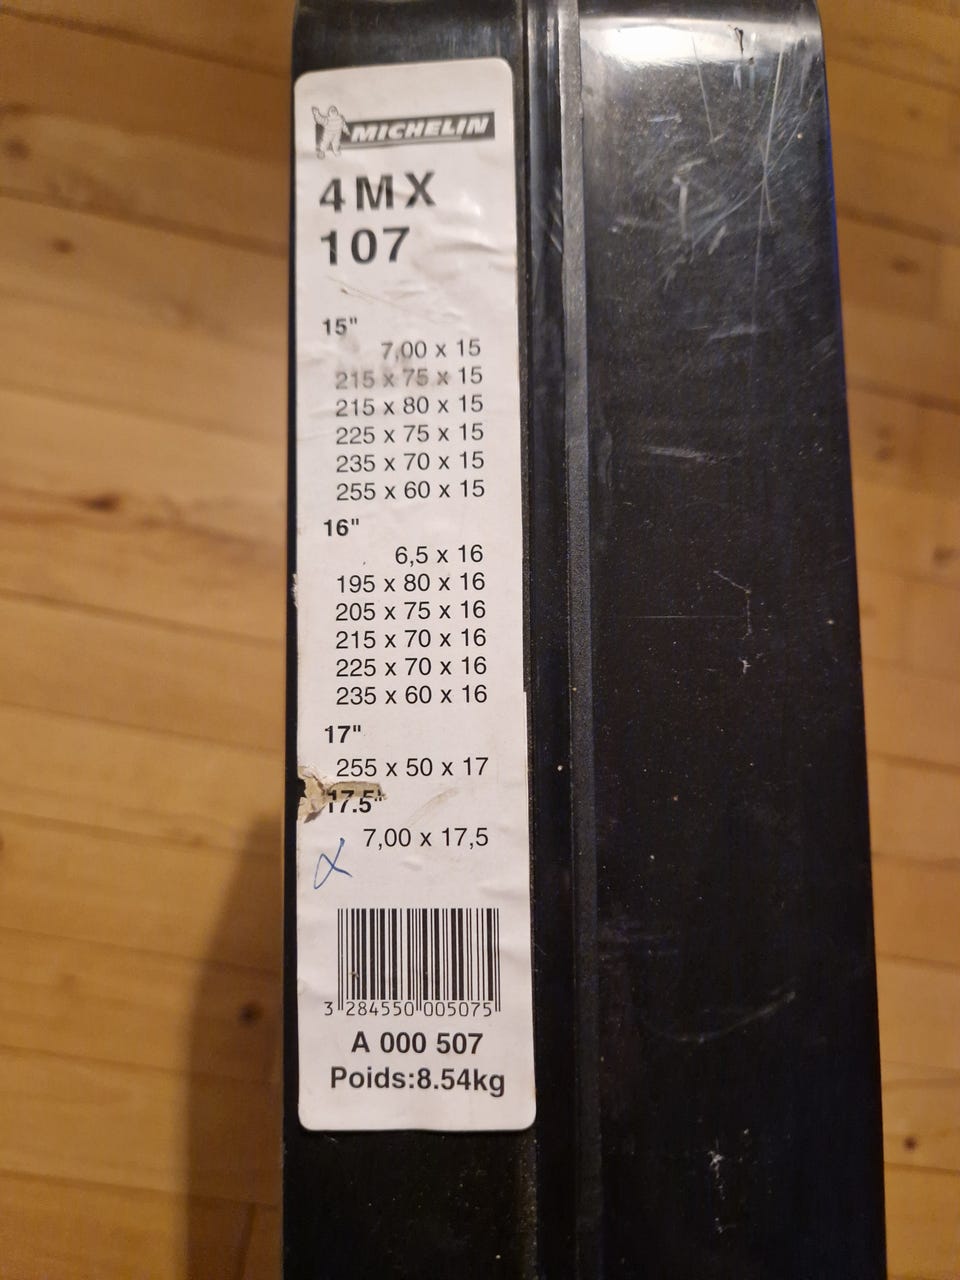 MICHELIN
4MX
107
15"
7,00 x 15
215 x 75 x 15
215 x 80 x 15
225 x 75 x 15
235 x 70 x 15
255 x 60 x 15
16"
6,5 x 16
195 x 80 x 16
205 x 75 x 16
215 x 70 x 16
225 x 70 x 16
235 x 60 x 16
17"
255 x 50 x 17
17.5"
7,00 x 17,5
3 284550 005075
A 000 507
Poids:8.54kg